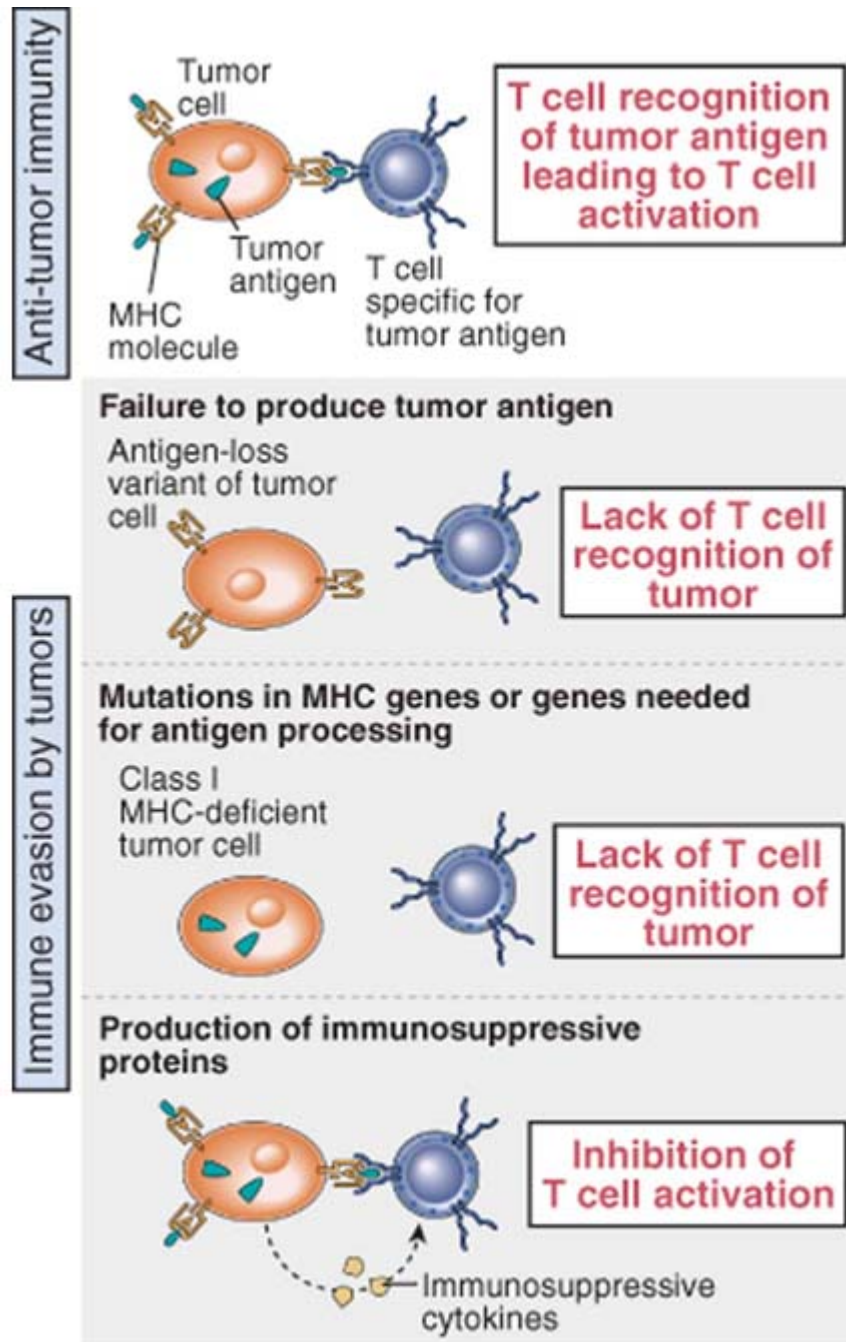 Anti-tumor immunity
Tumor
cell
T cell recognition
of tumor antigen
leading to T cell
activation
Tumor
antigen
T cell
specific for
tumor antigen
MHC
molecule
Immune evasion by tumors
Failure to produce tumor antigen
Antigen-loss
variant of tumor
cell
Lack of T cell
recognition of
tumor
Mutations in MHC genes or genes needed
for antigen processing
Class I
MHC-deficient
tumor cell
Lack of T cell
recognition of
tumor
Production of immunosuppressive
proteins
Inhibition of
T cell activation
Immunosuppressive
cytokines